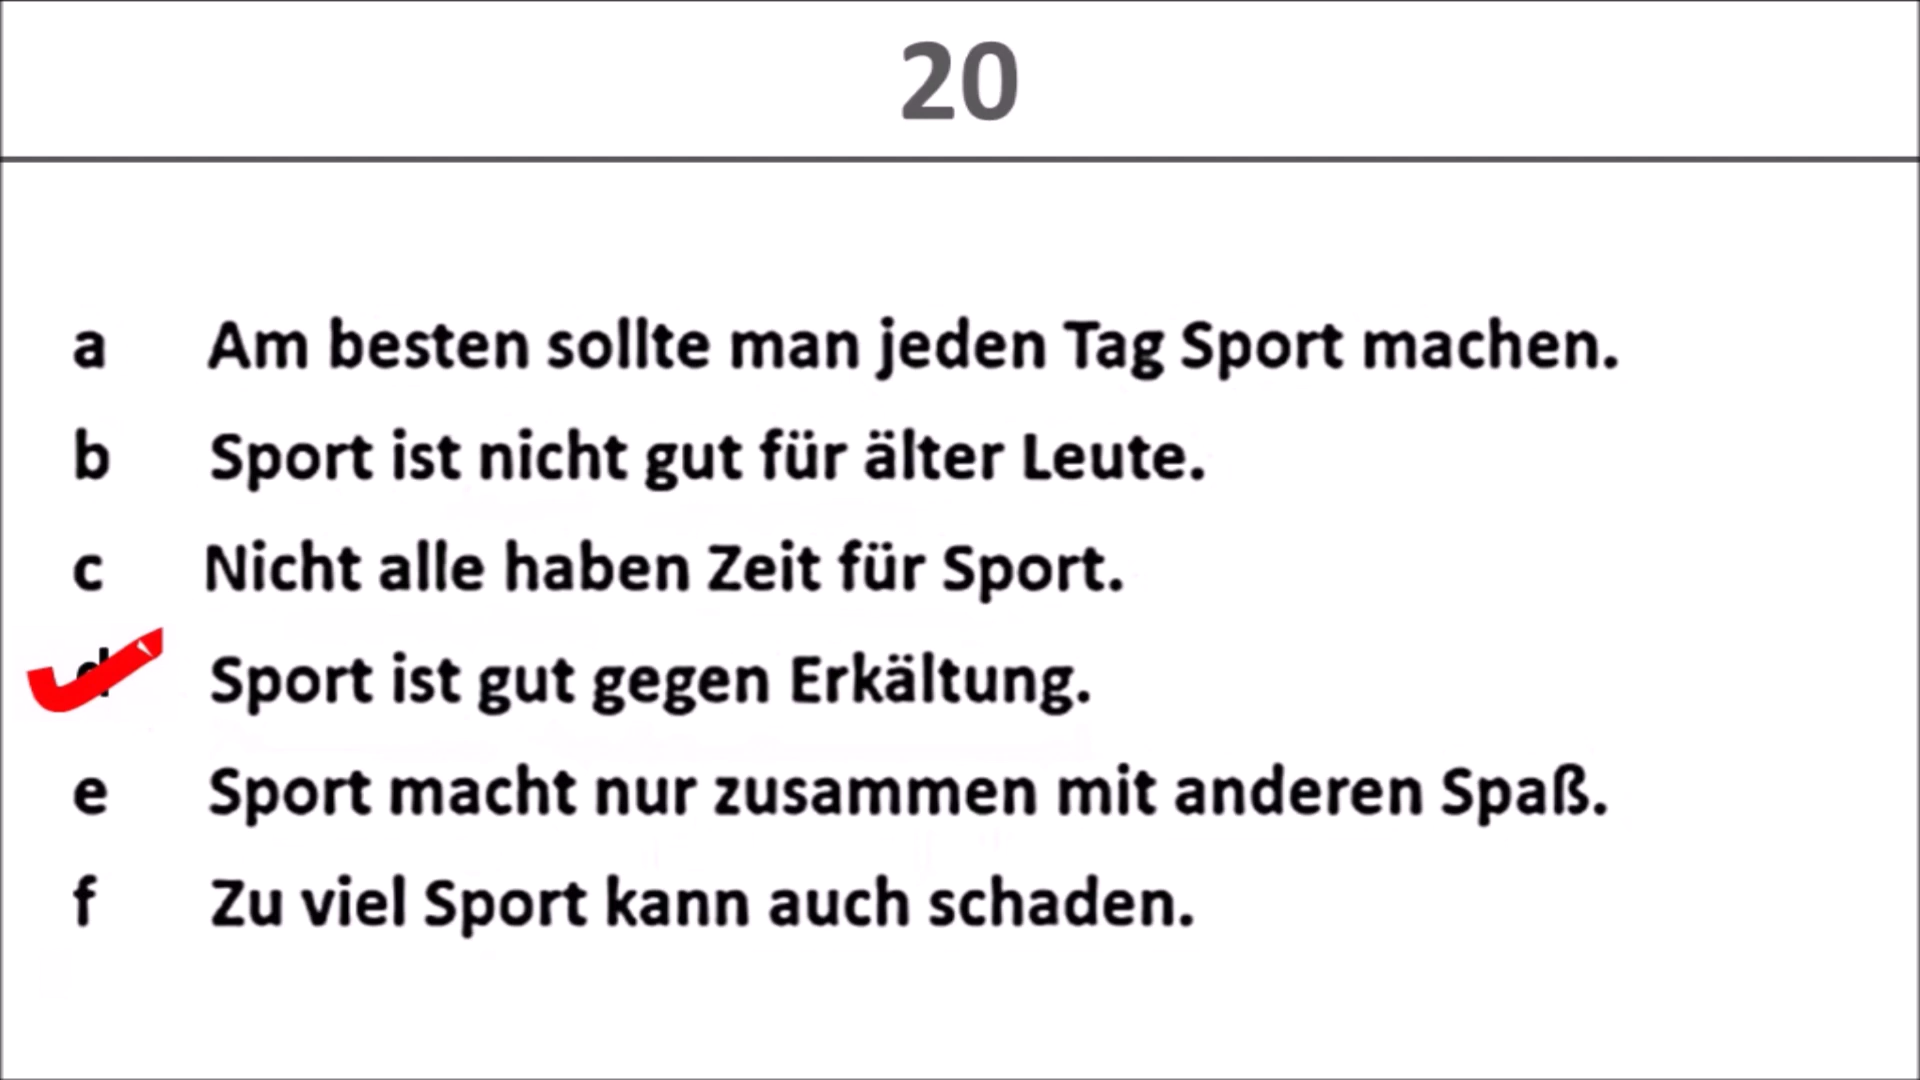 20
a Am besten sollte man jeden Tag Sport machen.
b Sport ist nicht gut für älter Leute.
c Nicht alle haben Zeit für Sport.
d Sport ist gut gegen Erkältung.
e Sport macht nur zusammen mit anderen Spaß.
f Zu viel Sport kann auch schaden.